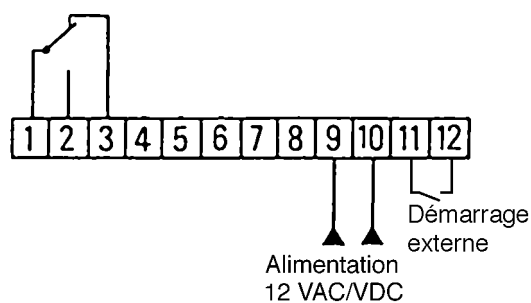 1 2 3 4 5 6 7 8 9 10 11 12
Démarrage
externe
Alimentation
12 VAC/VDC